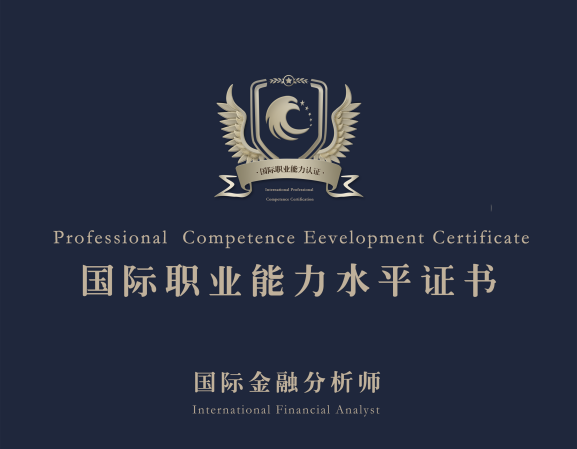 ·国际职业能力认证·
International Professional
Competence Certification
Professional Competence Eevelopment Certificate
国际职业能力水平证书
国际金融分析师
International Financial Analyst